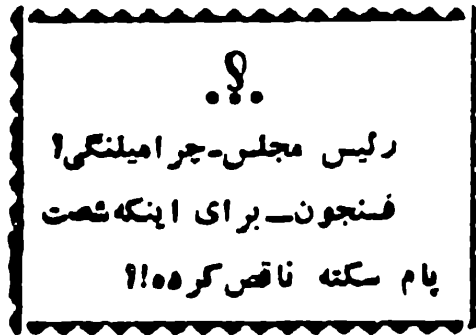 .؟.
رئیس مجلس-چرا میلنگی؟
فسنجون-برای اینکه شصت
پام سکته ناقص کرده!؟